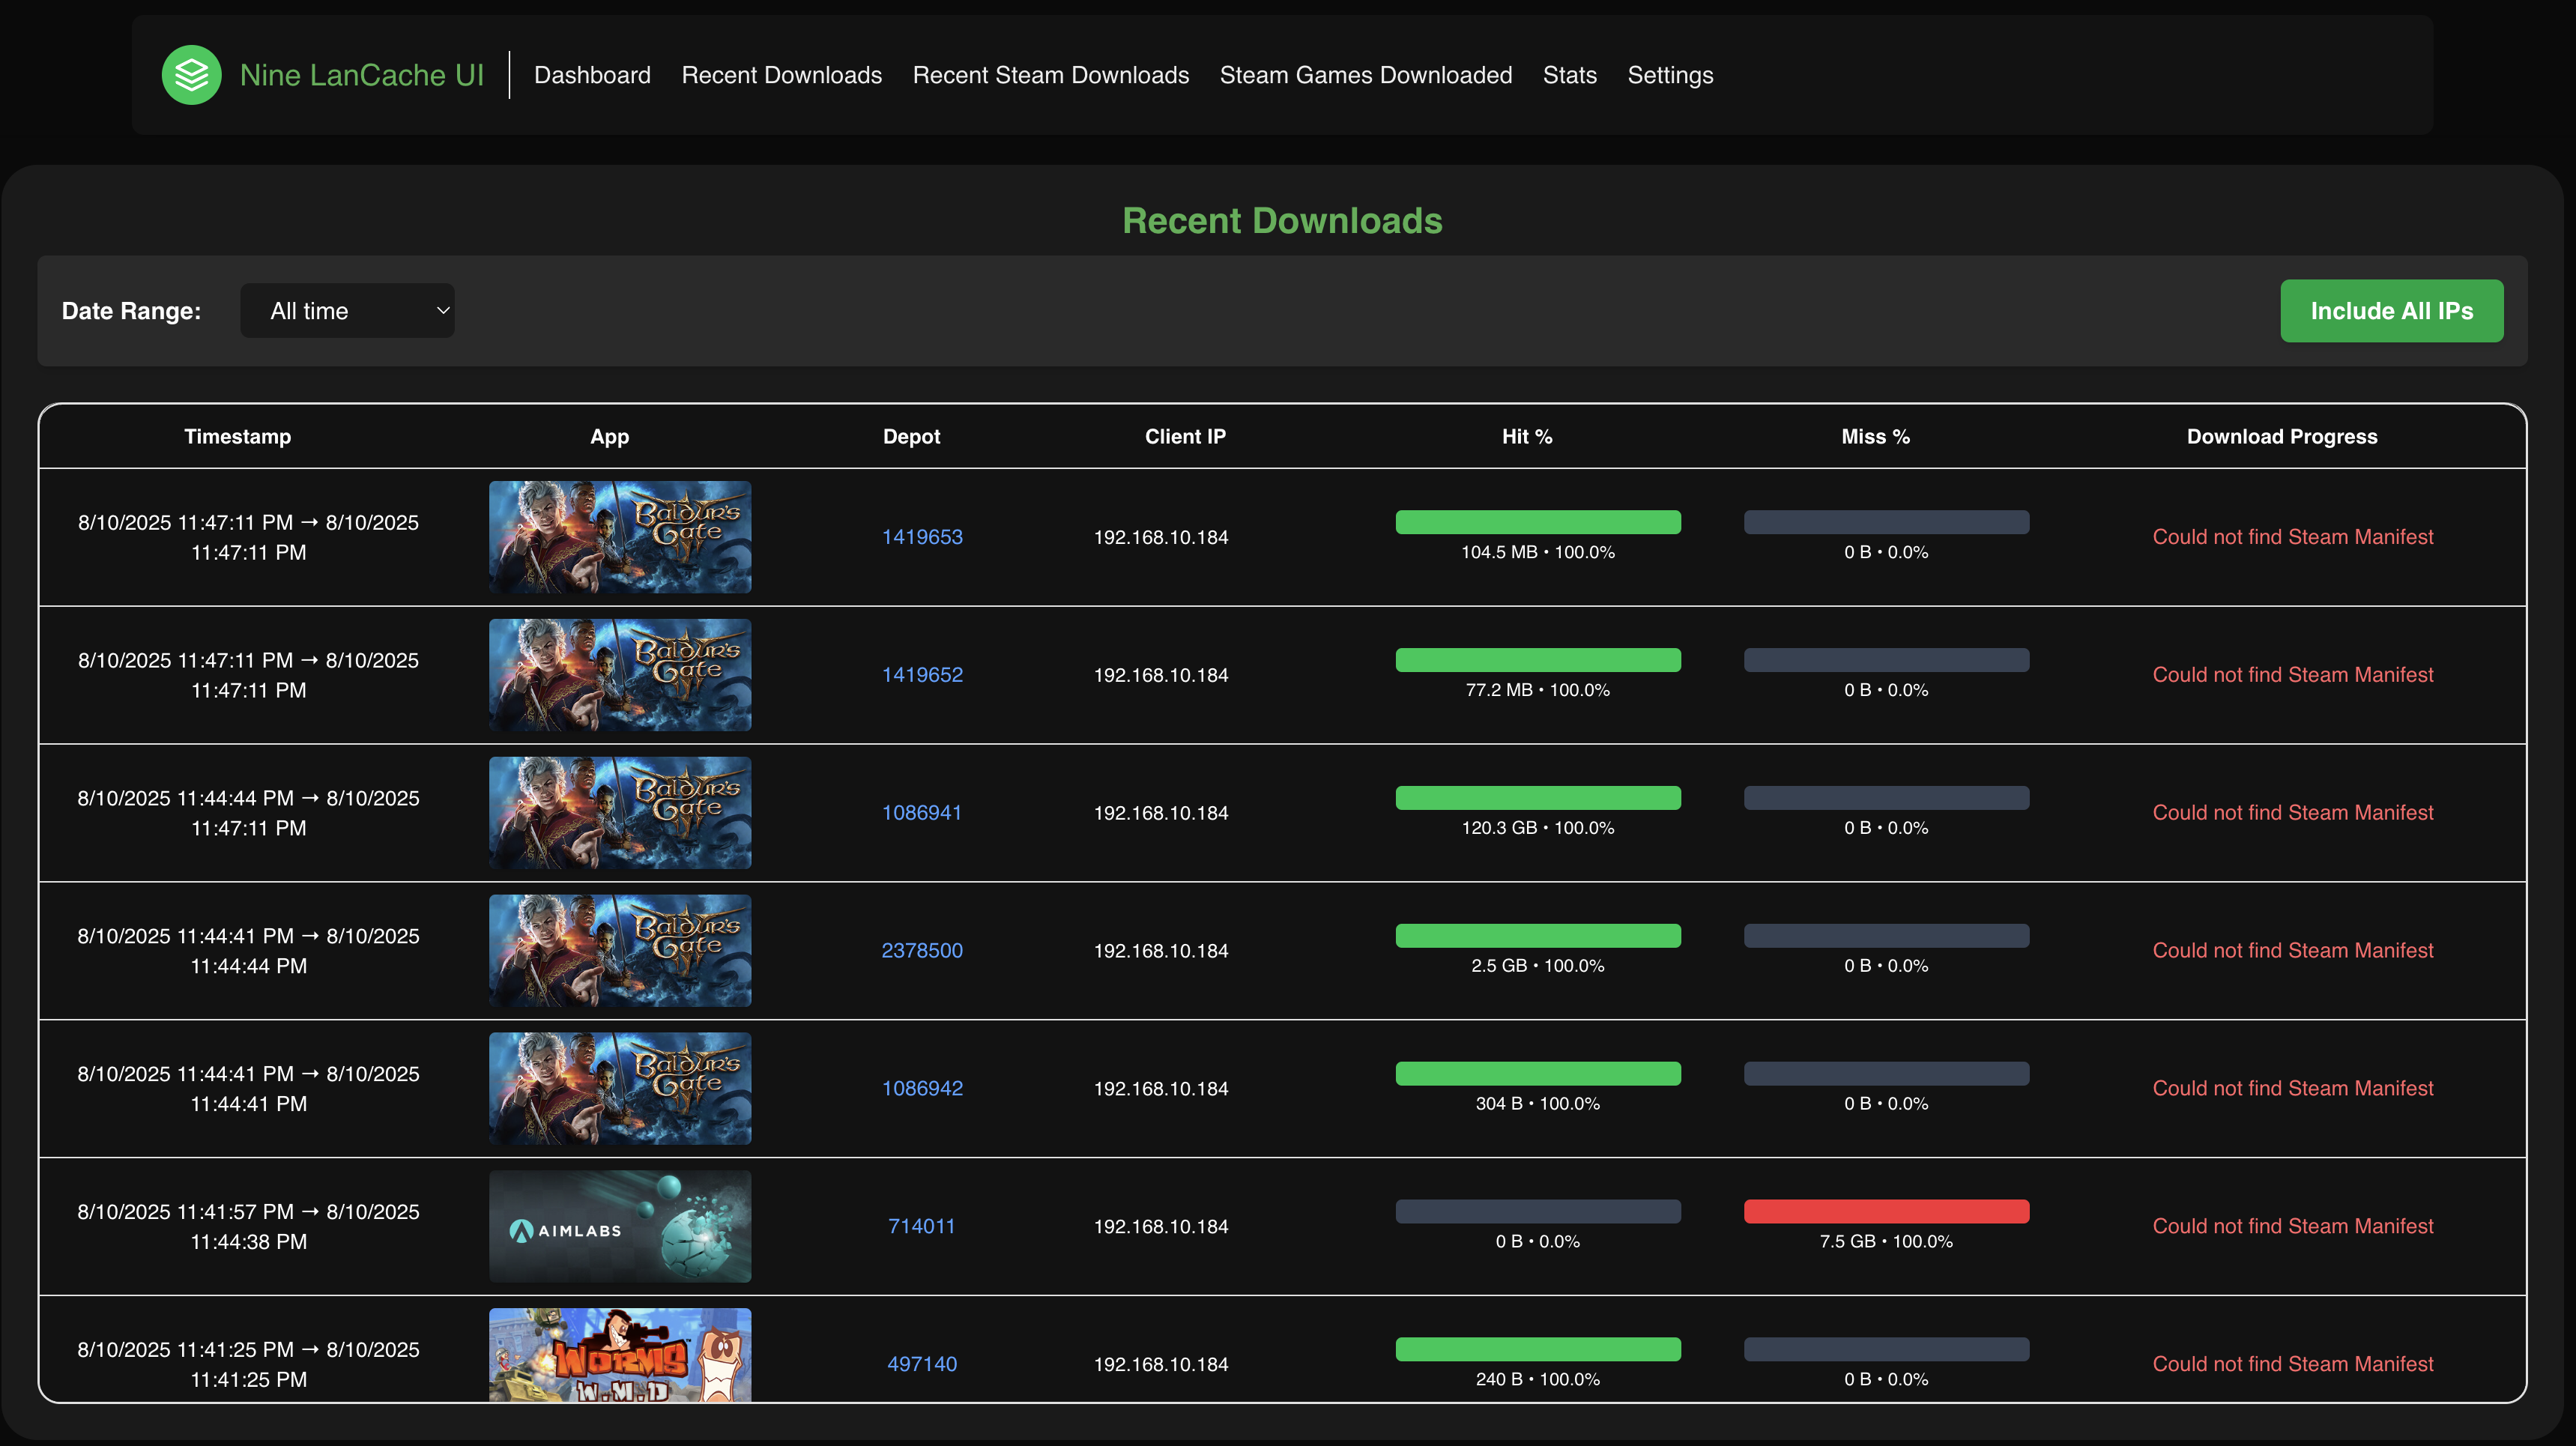 Nine LanCache UI
Dashboard
Recent Downloads
Recent Steam Downloads
Steam Games Downloaded
Stats
Settings
Recent Downloads
Date Range:
All time
Include All IPs
Timestamp App Depot Client IP Hit % Miss % Download Progress
8/10/2025 11:47:11 PM → 8/10/2025
11:47:11 PM
Baldur's
Gate
1419653
192.168.10.184
104.5 MB • 100.0%
0 B • 0.0%
Could not find Steam Manifest
8/10/2025 11:47:11 PM → 8/10/2025
11:47:11 PM
Baldur's
Gate
1419652
192.168.10.184
77.2 MB • 100.0%
0 B • 0.0%
Could not find Steam Manifest
8/10/2025 11:44:44 PM → 8/10/2025
11:47:11 PM
Baldur's
Gate
1086941
192.168.10.184
120.3 GB • 100.0%
0 B • 0.0%
Could not find Steam Manifest
8/10/2025 11:44:41 PM → 8/10/2025
11:44:44 PM
Baldur's
Gate
2378500
192.168.10.184
2.5 GB • 100.0%
0 B • 0.0%
Could not find Steam Manifest
8/10/2025 11:44:41 PM → 8/10/2025
11:44:41 PM
Baldur's
Gate
1086942
192.168.10.184
304 B • 100.0%
0 B • 0.0%
Could not find Steam Manifest
8/10/2025 11:41:57 PM → 8/10/2025
11:44:38 PM
AIMLABS
714011
192.168.10.184
0 B • 0.0%
7.5 GB • 100.0%
Could not find Steam Manifest
8/10/2025 11:41:25 PM → 8/10/2025
11:41:25 PM
WORMS
W.M.D
497140
192.168.10.184
240 B • 100.0%
0 B • 0.0%
Could not find Steam Manifest